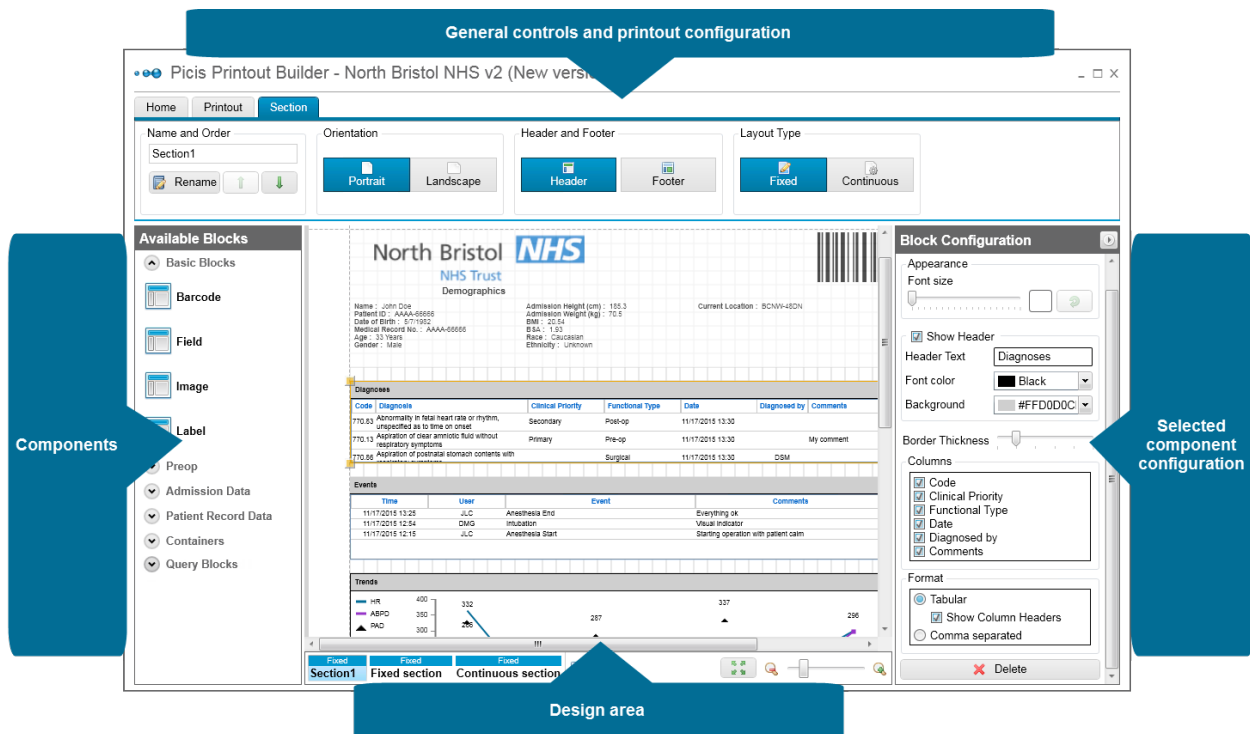 General controls and printout configuration
Picis Printout Builder - North Bristol NHS v2 (New versi
Home Printout Section
Name and Order Orientation Header and Footer Layout Type
Section1
Rename Portrait Landscape Header Footer Fixed Continuous
Components
Available Blocks
Basic Blocks
Barcode
Field
Image
Label
Preop
Admission Data
Patient Record Data
Containers
Query Blocks
North Bristol NHS
NHS Trust
Demographics
Name : John Doe Admission Height (cm) : 185.3 Current Location : BCNW-48DN
Patient ID : AAAA-66666 Admission Weight (kg) : 70.5
Date of Birth : 5/7/1982 BMI : 20.54
Medical Record No. : AAAA-66666 BSA : 1.93
Age : 33 Years Race : Caucasian
Gender : Male Ethnicity : Unknown
Diagnoses
Code Diagnosis Clinical Priority Functional Type Date Diagnosed by Comments
770.83 Abnormality in fetal heart rate or rhythm, unspecified as to time on onset Secondary Post-op 11/17/2015 13:30
770.13 Aspiration of clear amniotic fluid without respiratory symptoms Primary Pre-op 11/17/2015 13:30 My comment
770.86 Aspiration of postnatal stomach contents with respiratory symptoms Surgical 11/17/2015 13:30 DSM
Events
Time User Event Comments
11/17/2015 13:25 JLC Anesthesia End Everything ok
11/17/2015 12:54 DMG Intubation Visual indicator
11/17/2015 12:15 JLC Anesthesia Start Starting operation with patient calm
Trends
HR 400 332 337
ABPD 350 287 298
PAD 300
Fixed Fixed Fixed
Section1 Fixed section Continuous section
Design area
Block Configuration
Appearance
Font size
Show Header
Header Text Diagnoses
Font color Black
Background #FFD0D0C
Border Thickness
Columns
Code
Clinical Priority
Functional Type
Date
Diagnosed by
Comments
Format
Tabular
Show Column Headers
Comma separated
Delete
Selected
component
configuration